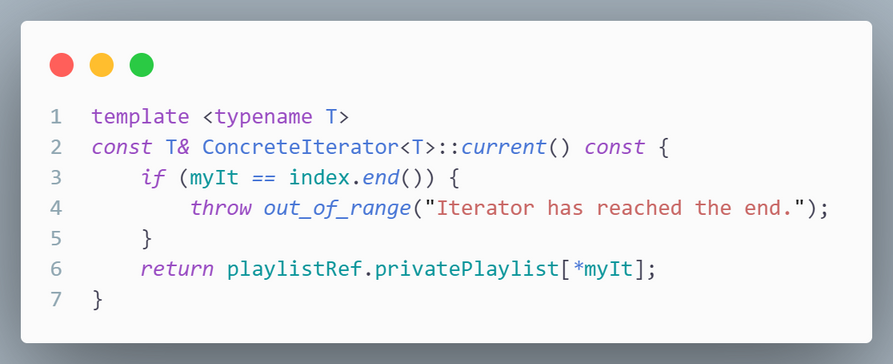 1 template <typename T>
2 const T& ConcreteIterator<T>::current() const {
3     if (myIt == index.end()) {
4         throw out_of_range("Iterator has reached the end.");
5     }
6     return playlistRef.privatePlaylist[*myIt];
7 }